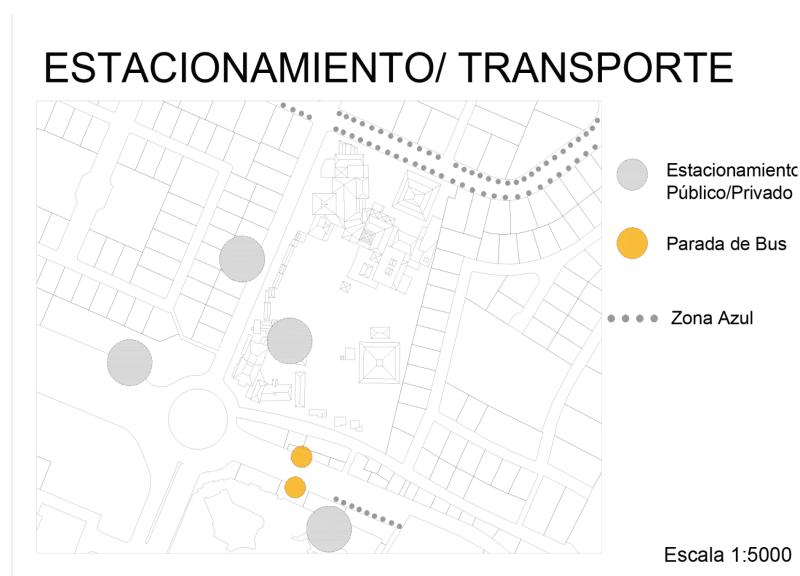 ESTACIONAMIENTO/ TRANSPORTE
Estacionamiento
Público/Privado
Parada de Bus
Zona Azul
Escala 1:5000